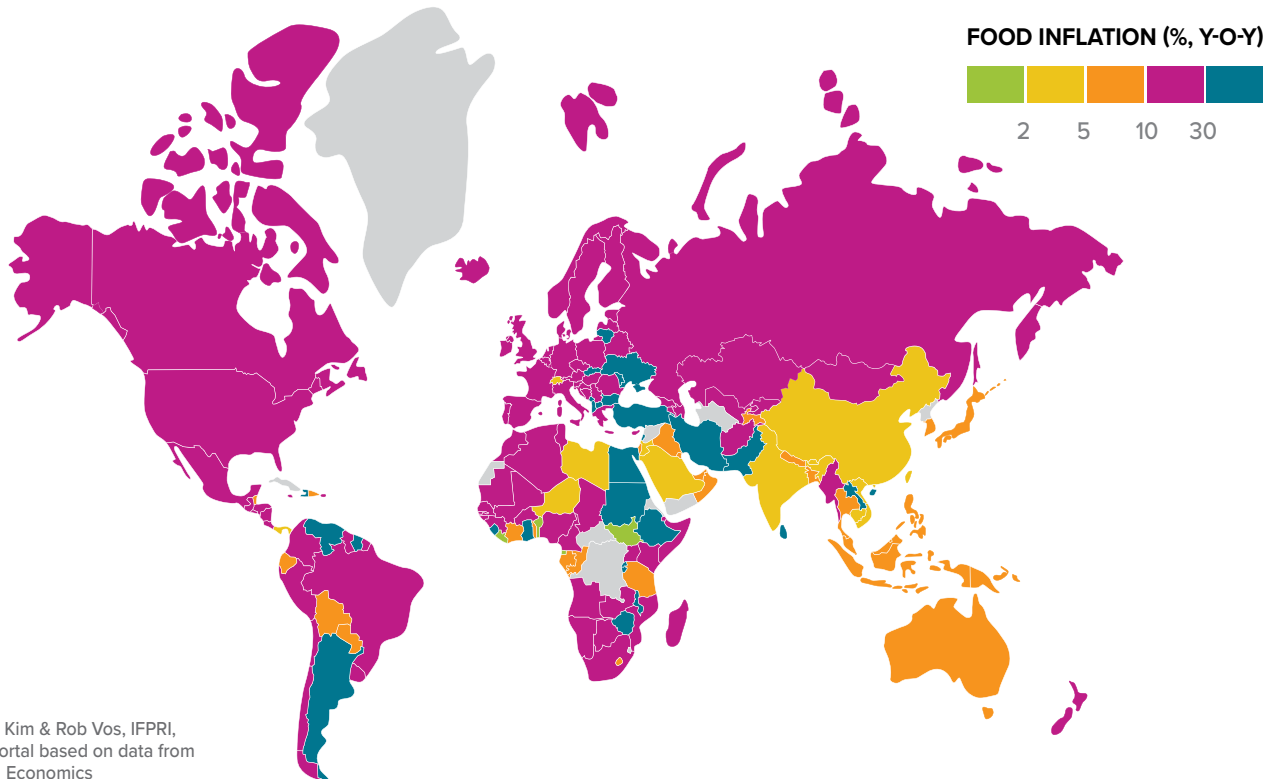 FOOD INFLATION (%, Y-O-Y)
2 5 10 30
Kim & Rob Vos, IFPRI,
ortal based on data from
Economics